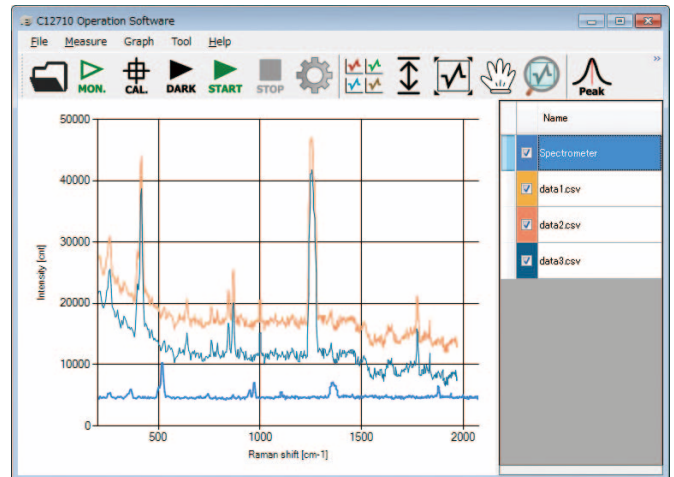 C12710 Operation Software
File Measure Graph Tool Help
MON. CAL. DARK START STOP Peak
»
Name
Spectrometer
data1.csv
data2.csv
data3.csv
Intensity [cnt]
50000
40000
30000
20000
10000
0
500 1000 1500 2000
Raman shift [cm-1]